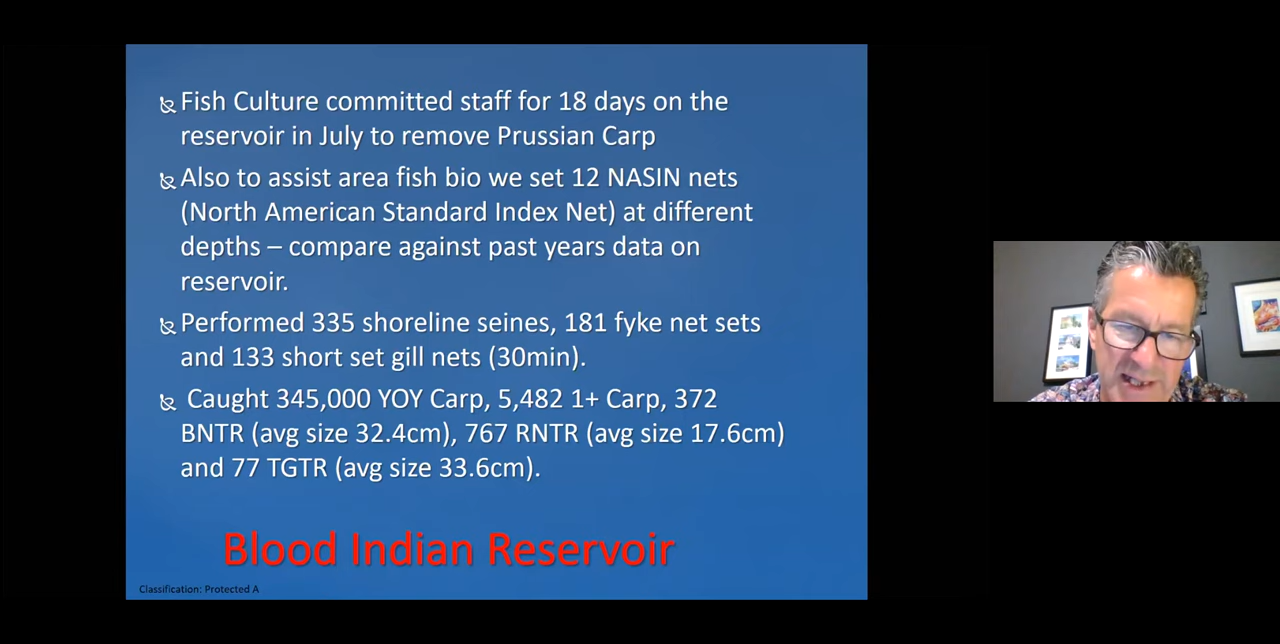 Fish Culture committed staff for 18 days on the
reservoir in July to remove Prussian Carp
Also to assist area fish bio we set 12 NASIN nets
(North American Standard Index Net) at different
depths – compare against past years data on
reservoir.
Performed 335 shoreline seines, 181 fyke net sets
and 133 short set gill nets (30min).
Caught 345,000 YOY Carp, 5,482 1+ Carp, 372
BNTR (avg size 32.4cm), 767 RNTR (avg size 17.6cm)
and 77 TGTR (avg size 33.6cm).
Blood Indian Reservoir
Classification: Protected A